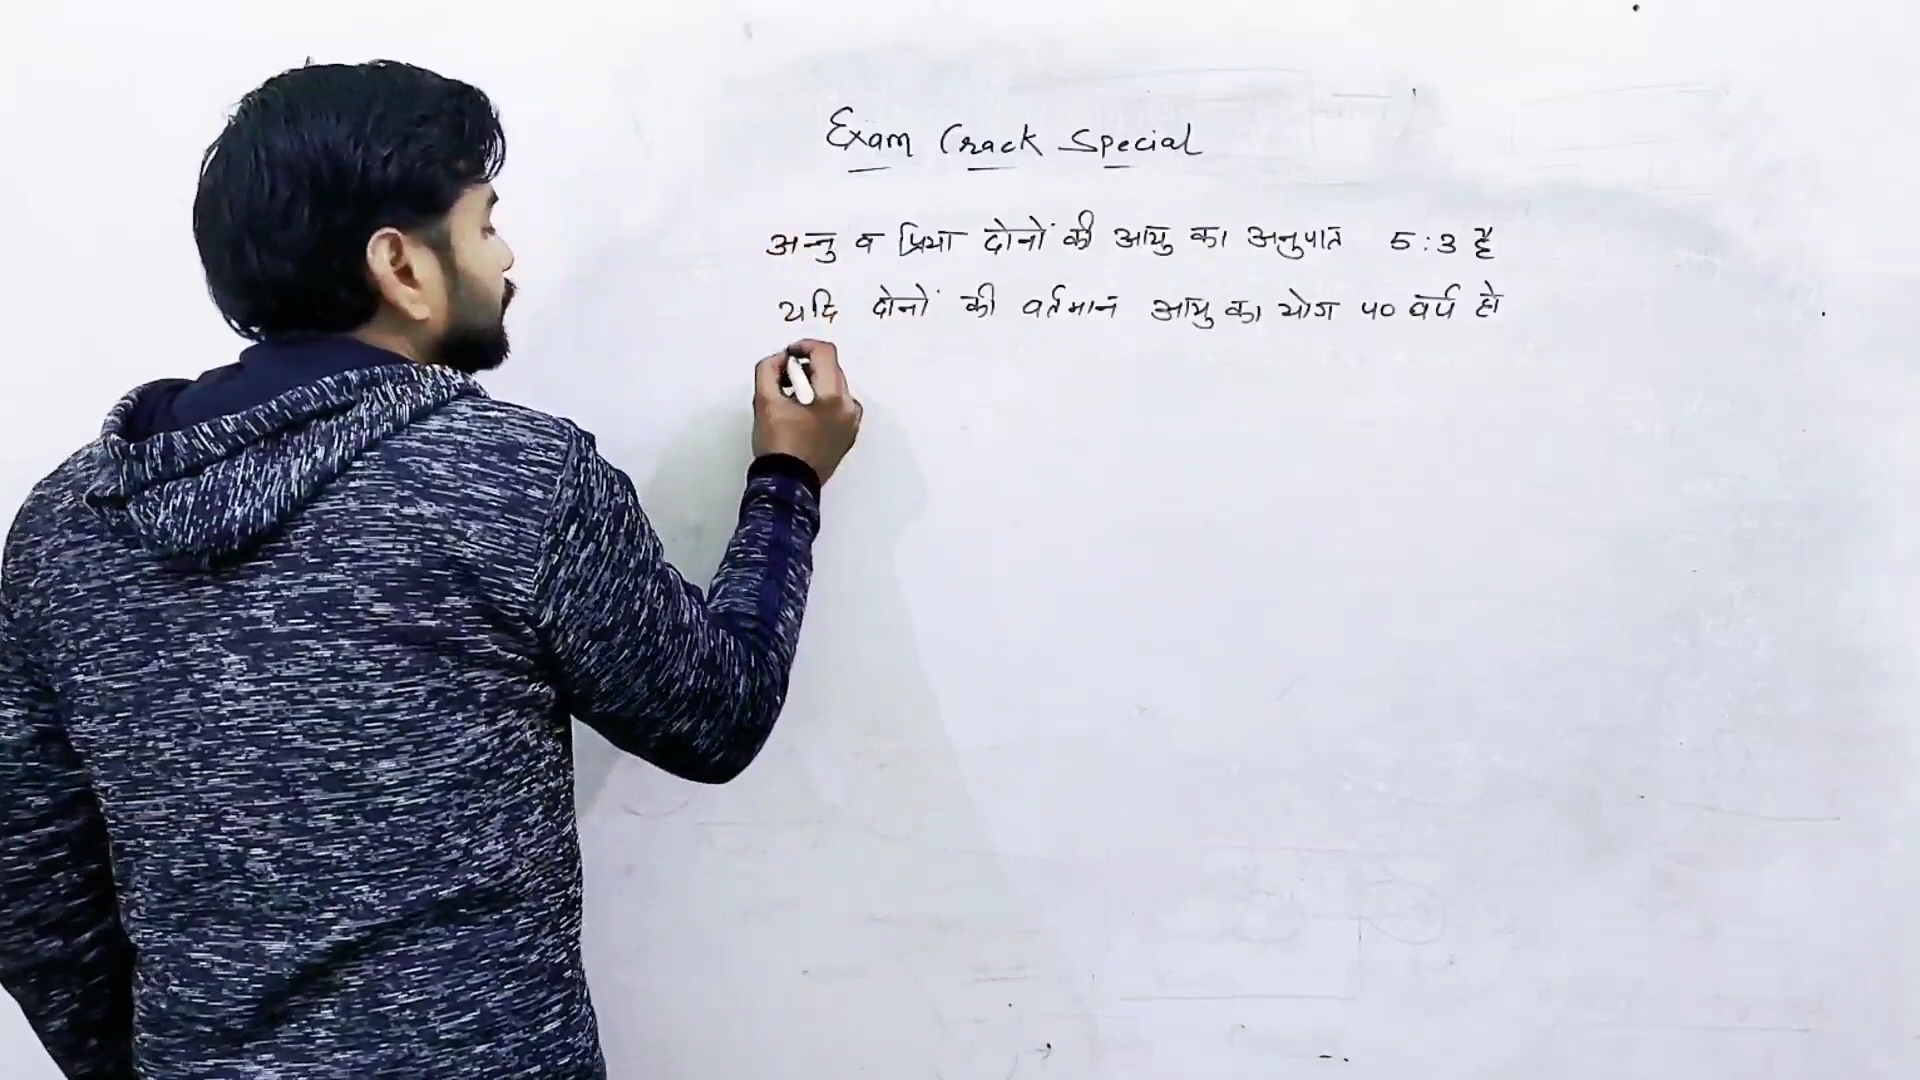 Exam Crack Special
अन्नु व प्रिया दोनों की आयु का अनुपात 5:3 है
यदि दोनों की वर्तमान आयु का योग 40 वर्ष हो